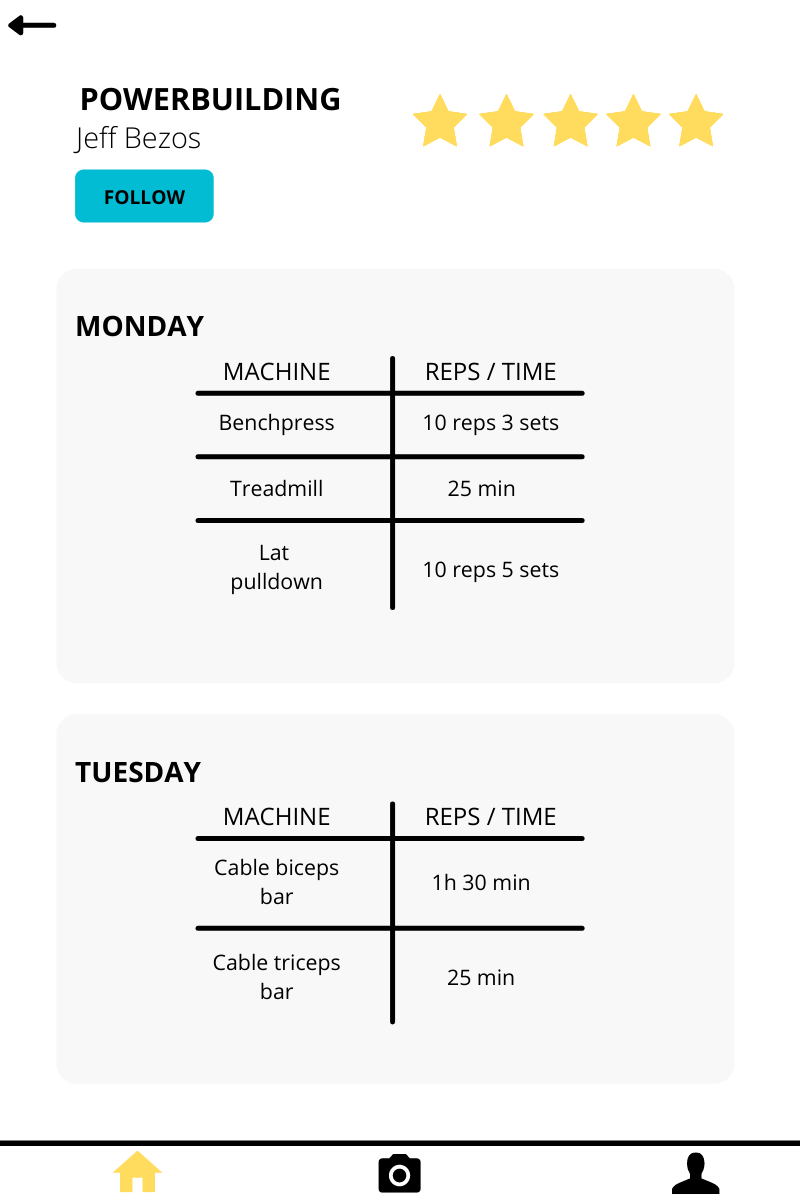 POWERBUILDING
Jeff Bezos
FOLLOW
MONDAY
MACHINE REPS / TIME
Benchpress 10 reps 3 sets
Treadmill 25 min
Lat
pulldown 10 reps 5 sets
TUESDAY
MACHINE REPS / TIME
Cable biceps
bar 1h 30 min
Cable triceps
bar 25 min